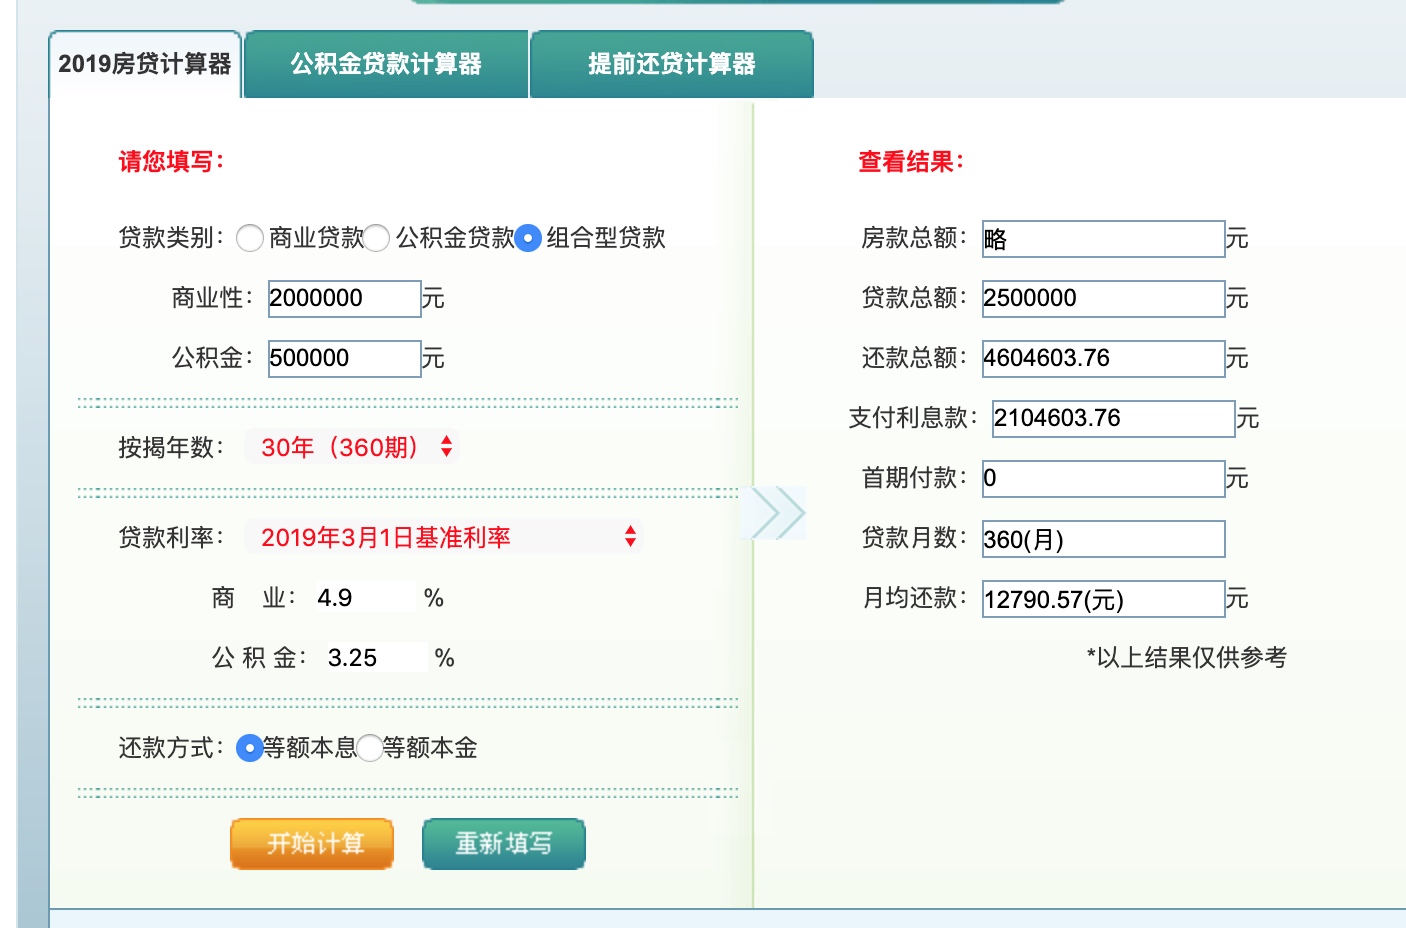 2019房贷计算器 公积金贷款计算器 提前还贷计算器
请您填写：
贷款类别： 商业贷款 公积金贷款 组合型贷款
商业性： 2000000 元
公积金： 500000 元
按揭年数： 30年（360期）
贷款利率： 2019年3月1日基准利率
商 业： 4.9 %
公 积 金： 3.25 %
还款方式： 等额本息 等额本金
开始计算 重新填写
查看结果：
房款总额： 略 元
贷款总额： 2500000 元
还款总额： 4604603.76 元
支付利息款： 2104603.76 元
首期付款： 0 元
贷款月数： 360(月)
月均还款： 12790.57(元) 元
*以上结果仅供参考